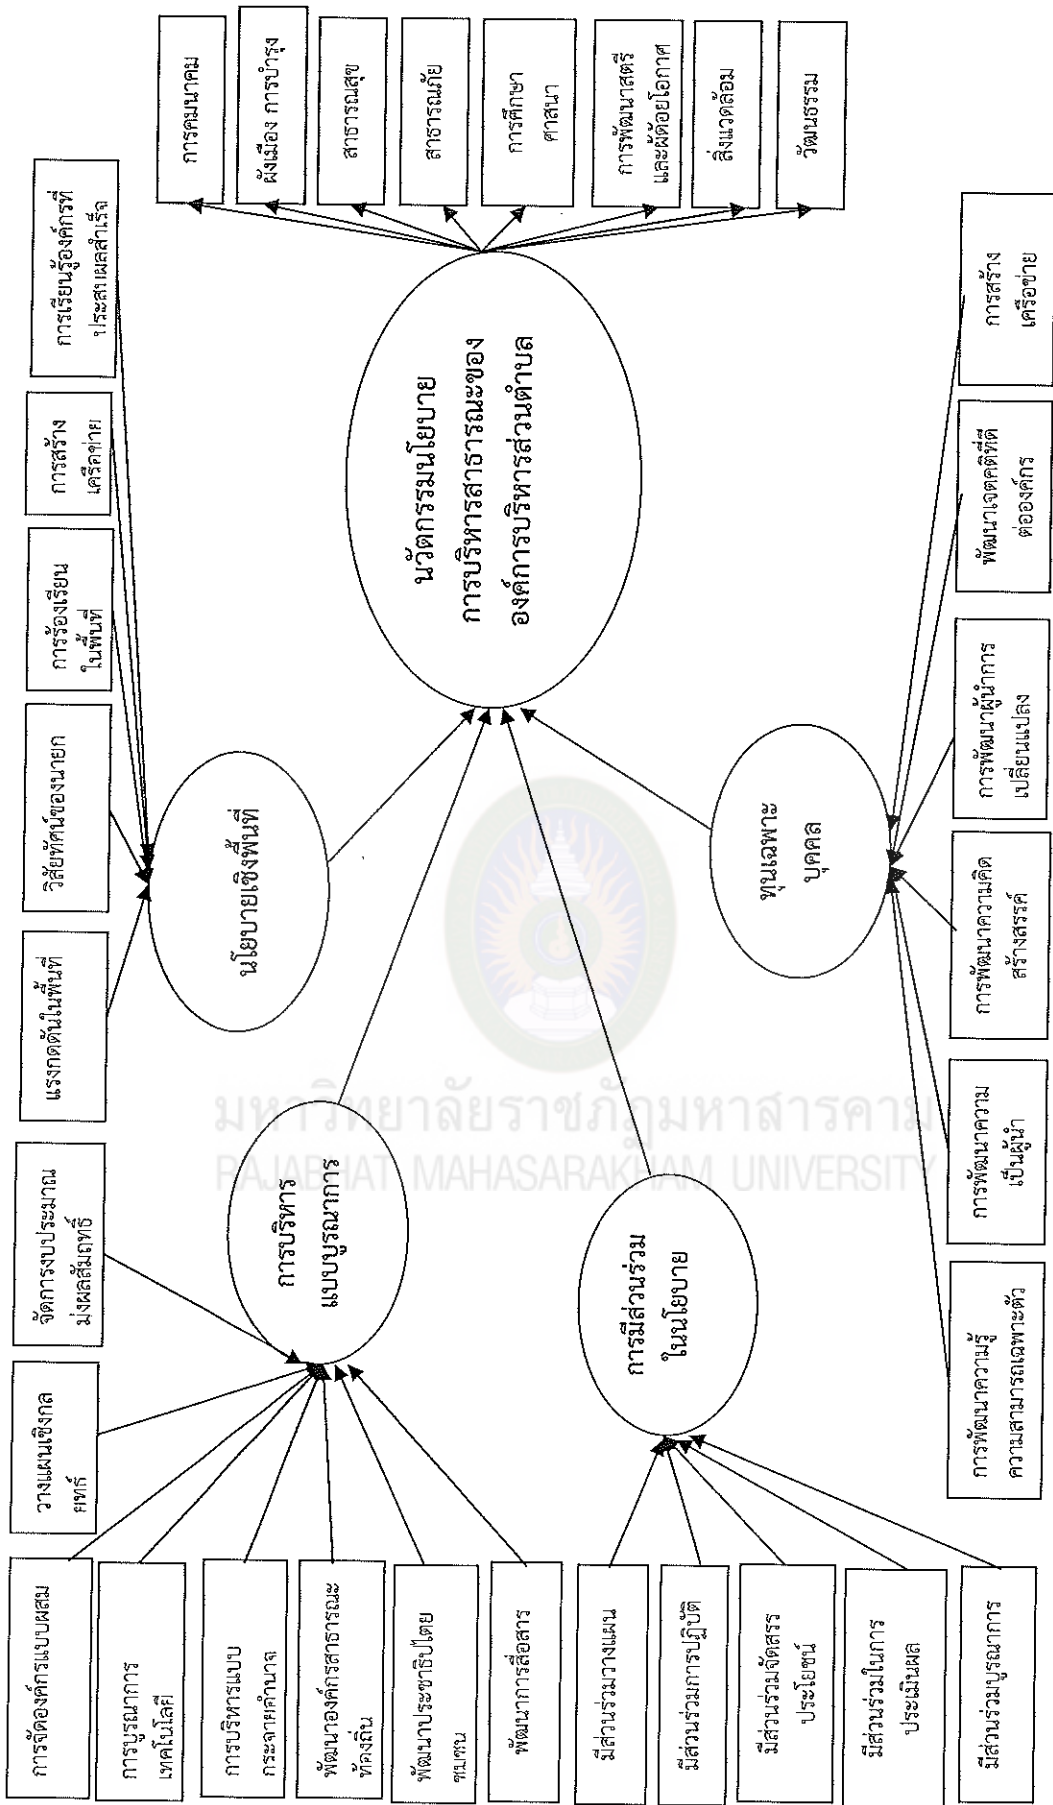 การจัดองค์กรแบบผสม
การบูรณาการ
เทคโนโลยี
การบริหารแบบ
กระจายอำนาจ
พัฒนาองค์กรสาธารณะ
ท้องถิ่น
พัฒนาประชาธิปไตย
ชุมชน
พัฒนาการสื่อสาร
มีส่วนร่วมวางแผน
มีส่วนร่วมการปฏิบัติ
มีส่วนร่วมจัดสรร
ประโยชน์
มีส่วนร่วมในการ
ประเมินผล
มีส่วนร่วมบูรณาการ
วางแผนเชิงกล
ยุทธ์
จัดการงบประมาณ
มุ่งผลสัมฤทธิ์
การบริหาร
แบบบูรณาการ
การมีส่วนร่วม
ในนโยบาย
การพัฒนาความรู้
ความสามารถเฉพาะตัว
การพัฒนาความ
เป็นผู้นำ
แรงกดดันในพื้นที่
วิสัยทัศน์ของนายก
การร้องเรียน
ในพื้นที่
การสร้าง
เครือข่าย
การเรียนรู้องค์กรที่
ประสบผลสำเร็จ
นโยบายเชิงพื้นที่
ทุนเฉพาะ
บุคคล
การพัฒนาความคิด
สร้างสรรค์
การพัฒนาผู้นำการ
เปลี่ยนแปลง
พัฒนาเจตคติที่ดี
ต่อองค์กร
การสร้าง
เครือข่าย
นวัตกรรมนโยบาย
การบริหารสาธารณะของ
องค์การบริหารส่วนตำบล
การคมนาคม
ผังเมือง การบำรุง
สาธารณสุข
สาธารณภัย
การศึกษา
ศาสนา
การพัฒนาสตรี
และผู้ด้อยโอกาศ
สิ่งแวดล้อม
วัฒนธรรม
มหาวิทยาลัยราชภัฏมหาสารคาม
RAJABHAT MAHASARAKHAM UNIVERSITY